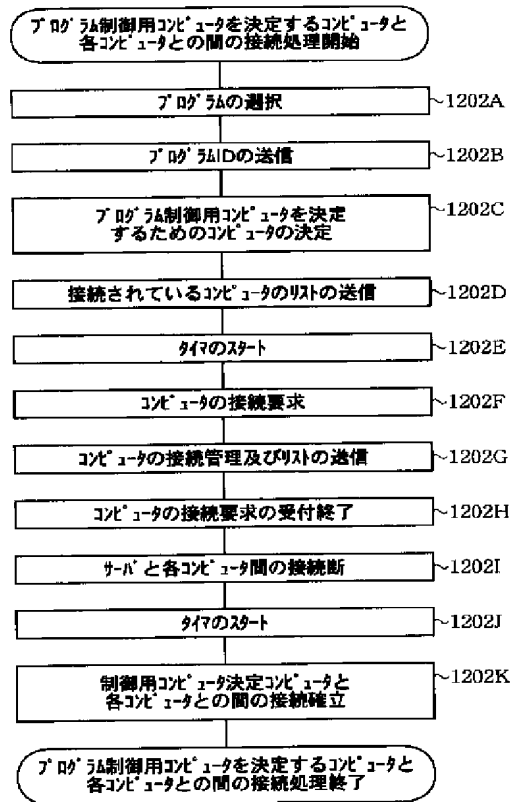 ﾌﾟﾛｸﾞﾗﾑ制御用ｺﾝﾋﾟｭｰﾀを決定するｺﾝﾋﾟｭｰﾀと
各ｺﾝﾋﾟｭｰﾀとの間の接続処理開始
ﾌﾟﾛｸﾞﾗﾑの選択 ~1202A
ﾌﾟﾛｸﾞﾗﾑIDの送信 ~1202B
ﾌﾟﾛｸﾞﾗﾑ制御用ｺﾝﾋﾟｭｰﾀを決定 ~1202C
するためのｺﾝﾋﾟｭｰﾀの決定
接続されているｺﾝﾋﾟｭｰﾀのﾘｽﾄの送信 ~1202D
ﾀｲﾏのｽﾀｰﾄ ~1202E
ｺﾝﾋﾟｭｰﾀの接続要求 ~1202F
ｺﾝﾋﾟｭｰﾀの接続管理及びﾘｽﾄの送信 ~1202G
ｺﾝﾋﾟｭｰﾀの接続要求の受付終了 ~1202H
ｻｰﾊﾞと各ｺﾝﾋﾟｭｰﾀ間の接続断 ~1202I
ﾀｲﾏのｽﾀｰﾄ ~1202J
制御用ｺﾝﾋﾟｭｰﾀ決定ｺﾝﾋﾟｭｰﾀと ~1202K
各ｺﾝﾋﾟｭｰﾀとの間の接続確立
ﾌﾟﾛｸﾞﾗﾑ制御用ｺﾝﾋﾟｭｰﾀを決定するｺﾝﾋﾟｭｰﾀと
各ｺﾝﾋﾟｭｰﾀとの間の接続処理終了